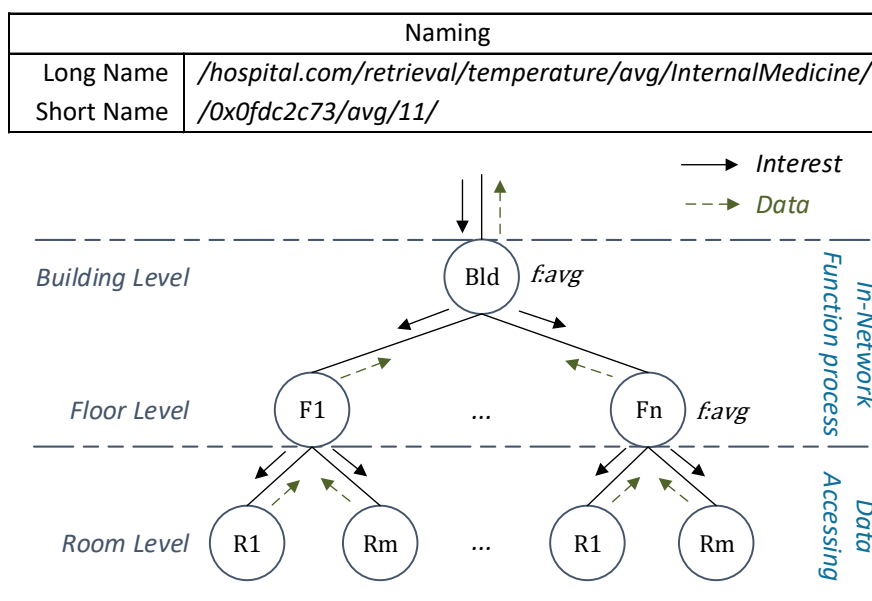 Naming
Long Name /hospital.com/retrieval/temperature/avg/InternalMedicine/
Short Name /0x0fdc2c73/avg/11/
Interest
Data
Building Level Bld f:avg
In-Network
Function process
Floor Level F1 ... Fn f:avg
Room Level R1 Rm ... R1 Rm
Data
Accessing